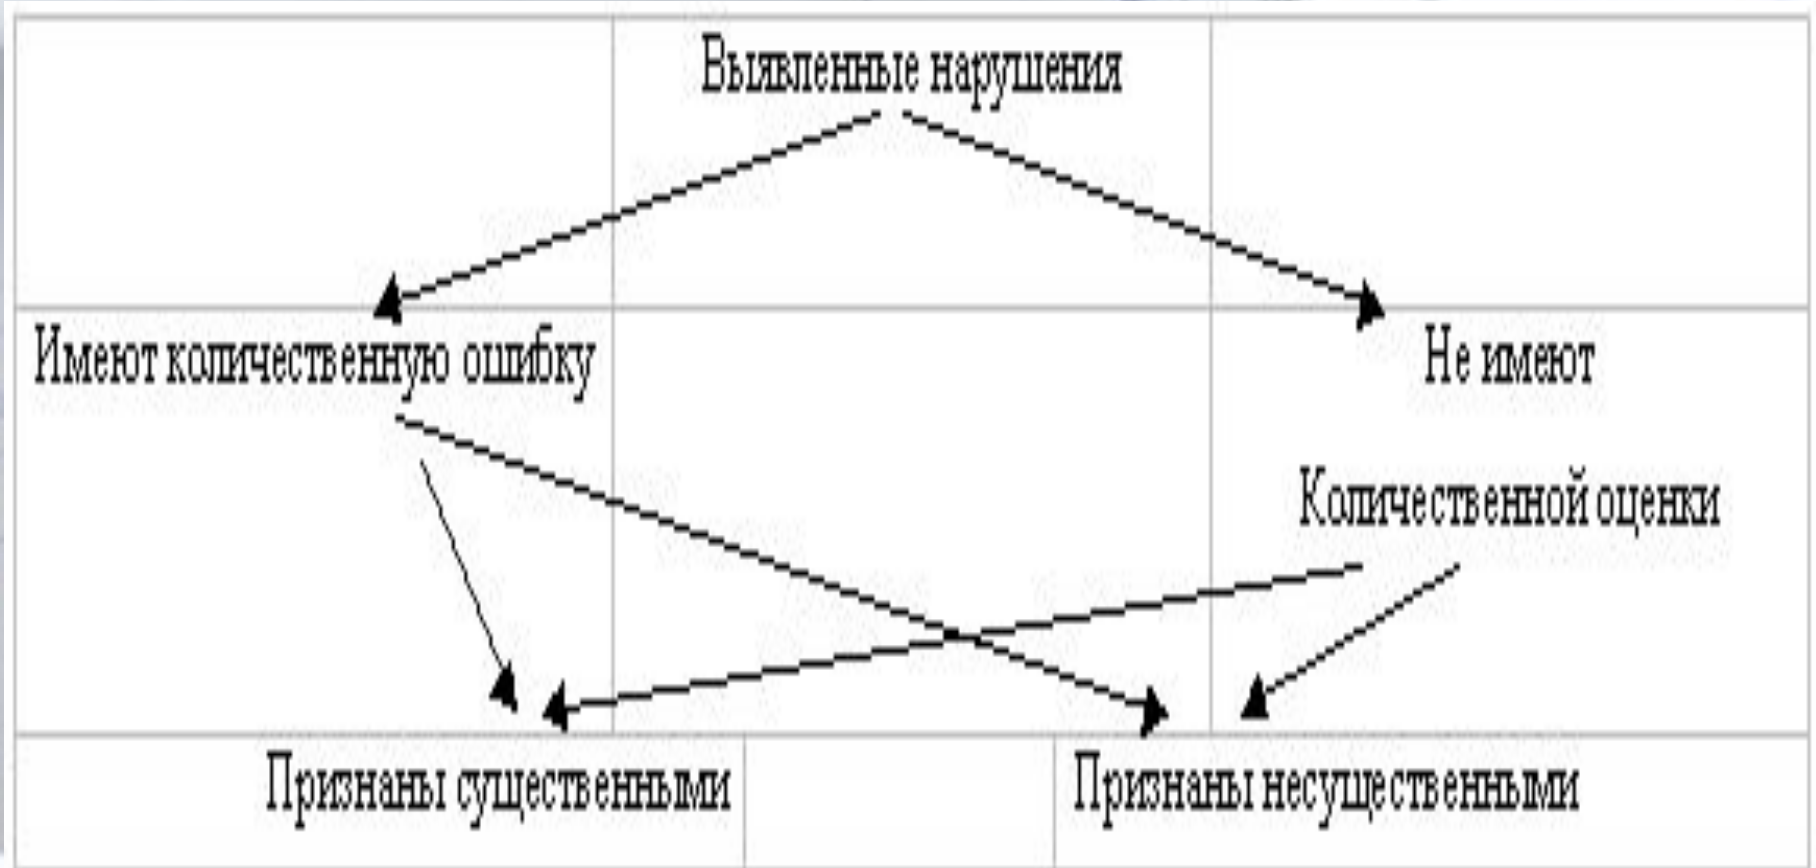 Выявленные нарушения
Имеют количественную ошибку
Не имеют
Количественной оценки
Признаны существенными
Признаны несущественными